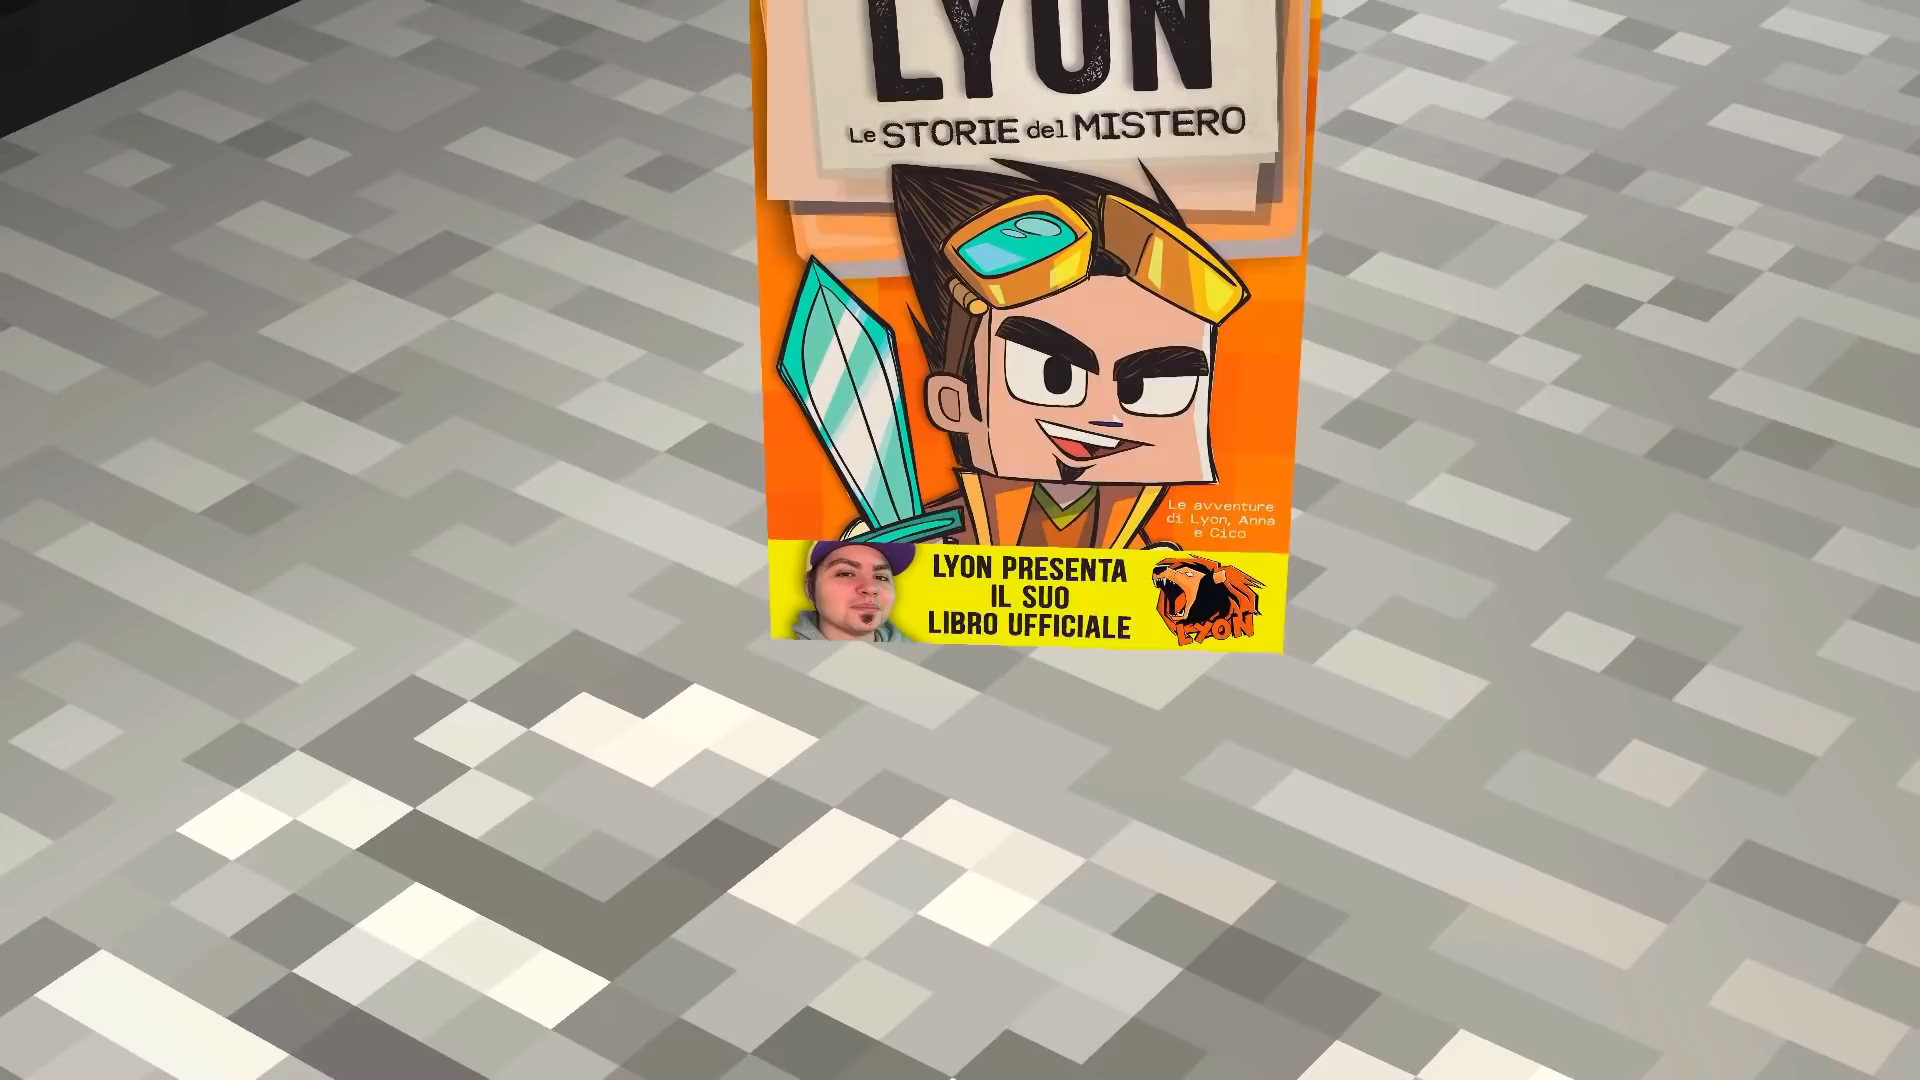 LYON
Le STORIE del MISTERO
Le avventure
di Lyon, Anna
e Cico
LYON PRESENTA
IL SUO
LIBRO UFFICIALE
LYON